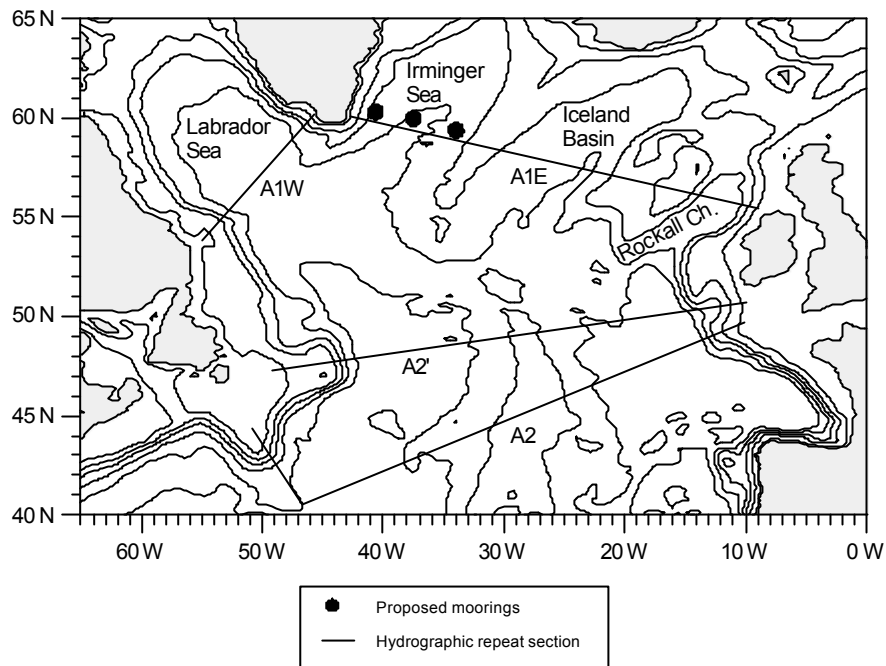 65 N
60 N
55 N
50 N
45 N
40 N
Labrador
Sea
Irminger
Sea
Iceland
Basin
A1W
A1E
Rockall Ch.
A2'
A2
60 W
50 W
40 W
30 W
20 W
10 W
0 W
Proposed moorings
Hydrographic repeat section